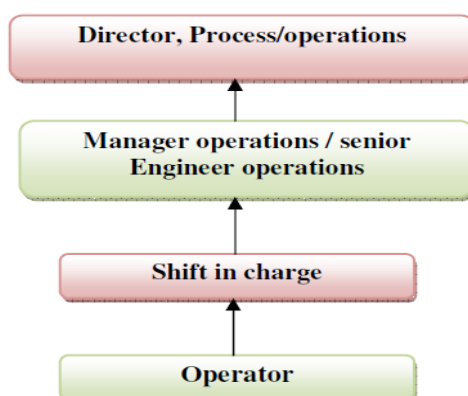 Director, Process/operations
Manager operations / senior
Engineer operations
Shift in charge
Operator